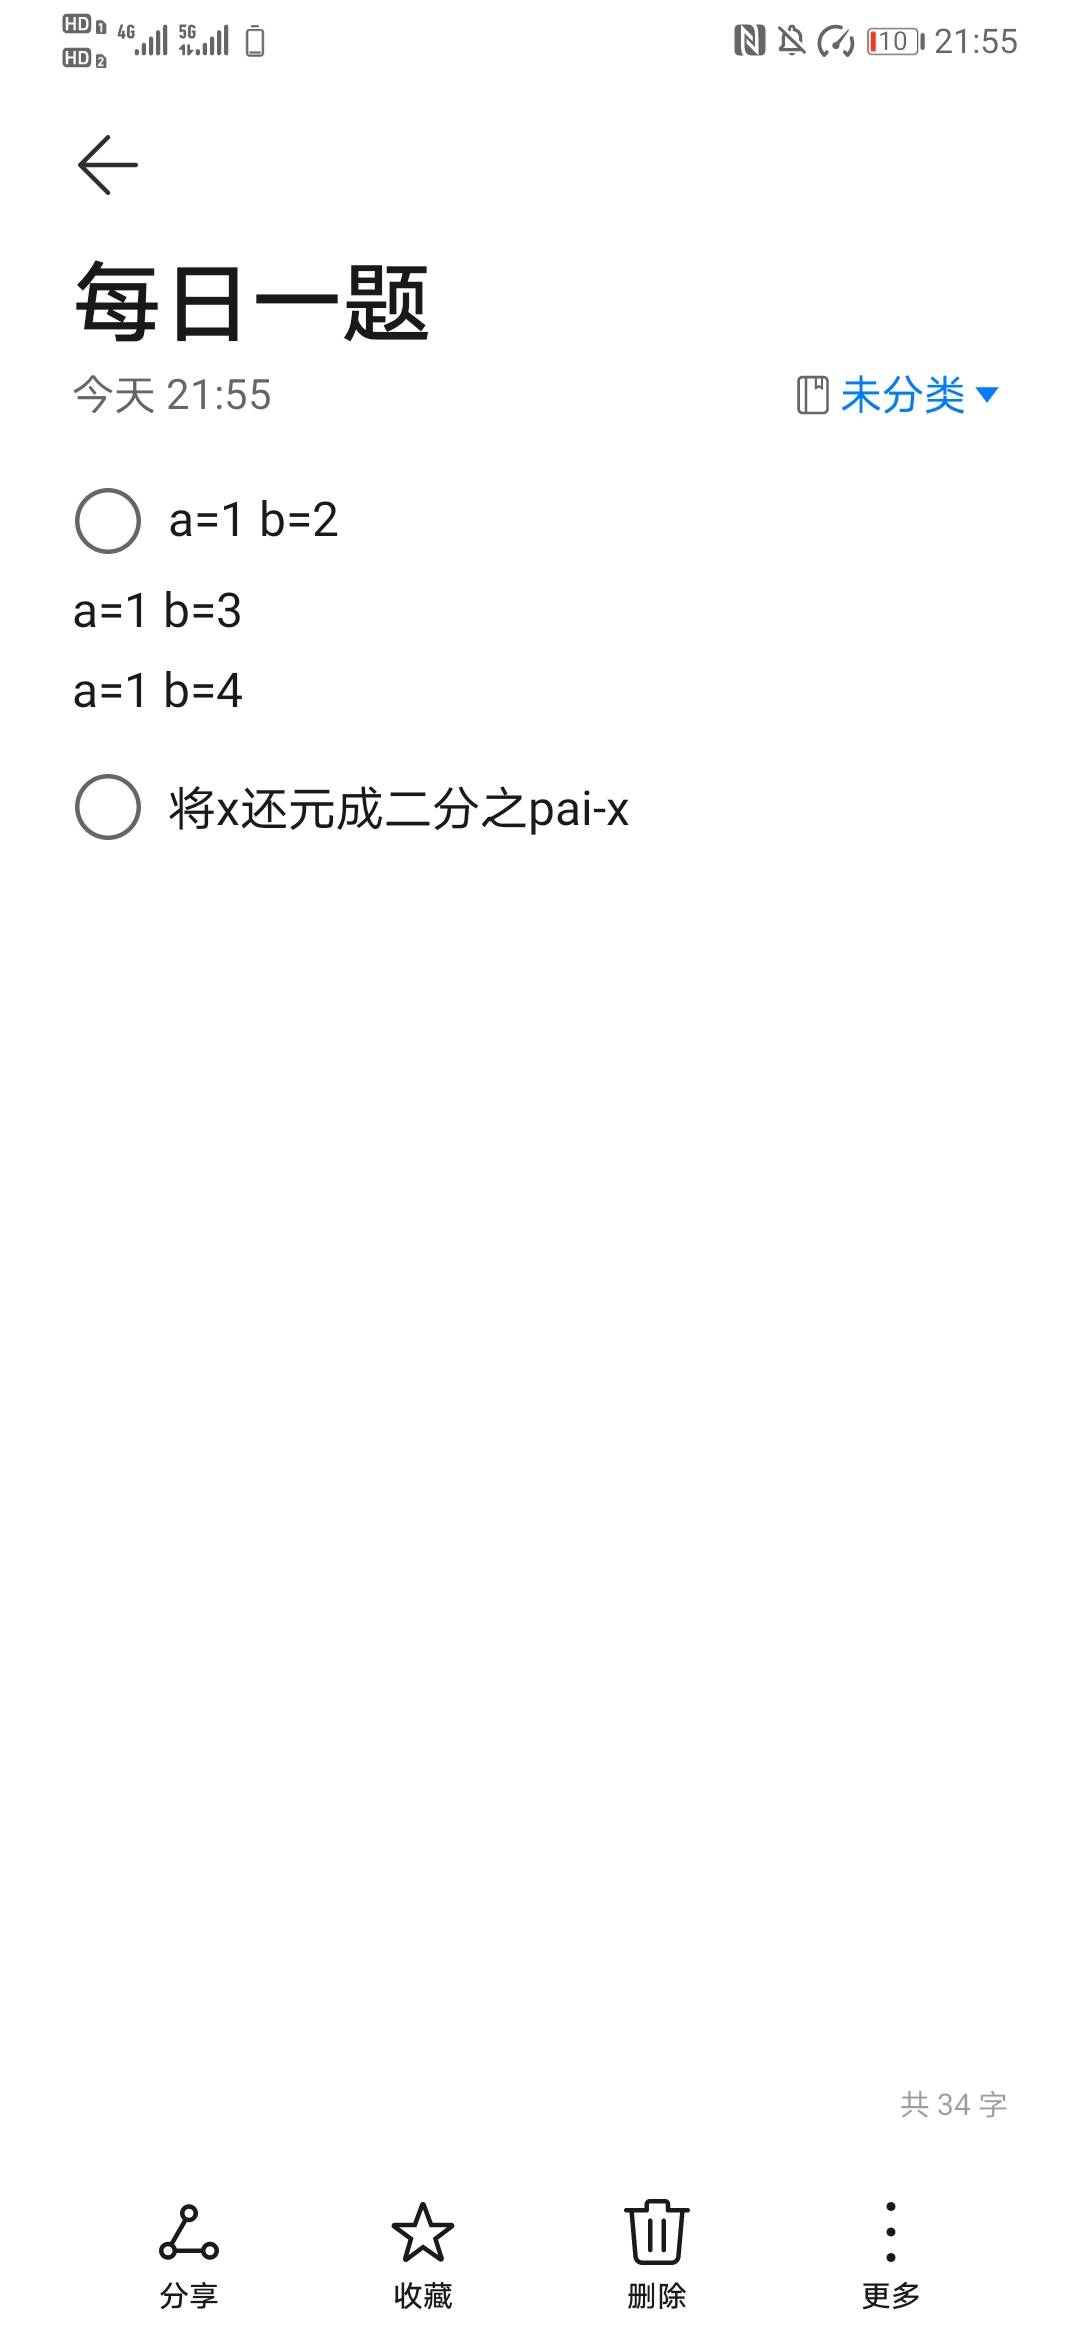 HD 1 4G 5G 10 21:55
HD 2
每日一题
今天 21:55 未分类
a=1 b=2
a=1 b=3
a=1 b=4
将x还元成二分之pai-x
共 34 字
分享 收藏 删除 更多